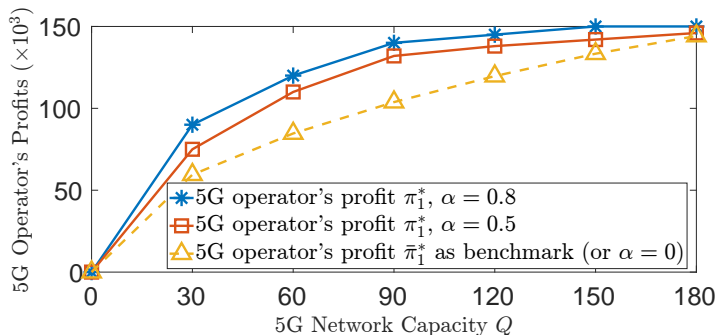 150
100
50
0
5G Operator's Profits (×10³)
5G operator's profit π₁*, α = 0.8
5G operator's profit π₁*, α = 0.5
5G operator's profit π̄₁* as benchmark (or α = 0)
0 30 60 90 120 150 180
5G Network Capacity Q